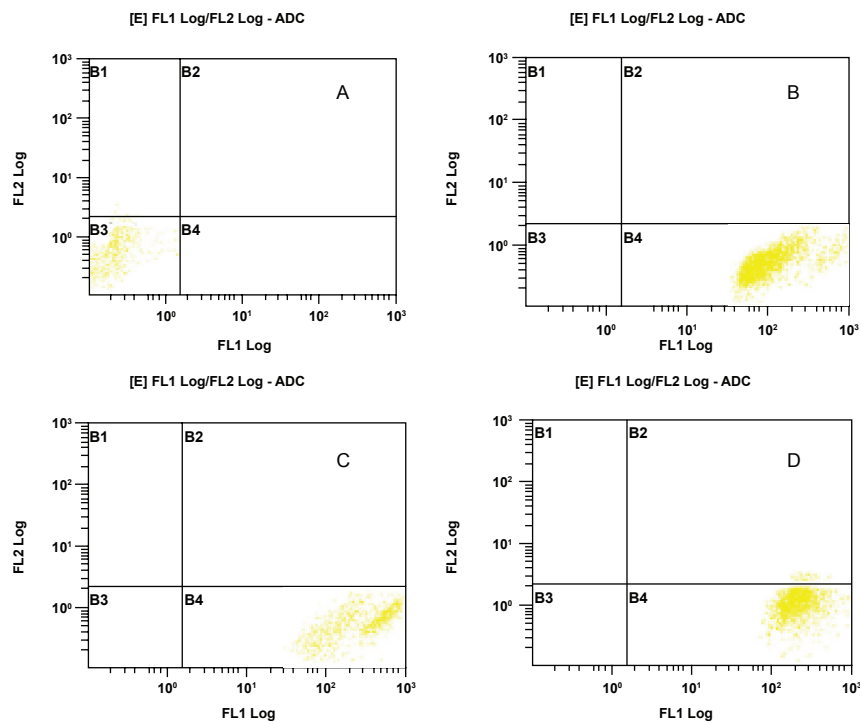 [E] FL1 Log/FL2 Log - ADC
10³
B1
B2
A
10²
FL2 Log
10¹
B3
B4
10⁰
10⁰
10¹
10²
10³
FL1 Log
[E] FL1 Log/FL2 Log - ADC
10³
B1
B2
B
10²
FL2 Log
10¹
B3
B4
10⁰
10⁰
10¹
10²
10³
FL1 Log
[E] FL1 Log/FL2 Log - ADC
10³
B1
B2
C
10²
FL2 Log
10¹
B3
B4
10⁰
10⁰
10¹
10²
10³
FL1 Log
[E] FL1 Log/FL2 Log - ADC
10³
B1
B2
D
10²
FL2 Log
10¹
B3
B4
10⁰
10⁰
10¹
10²
10³
FL1 Log